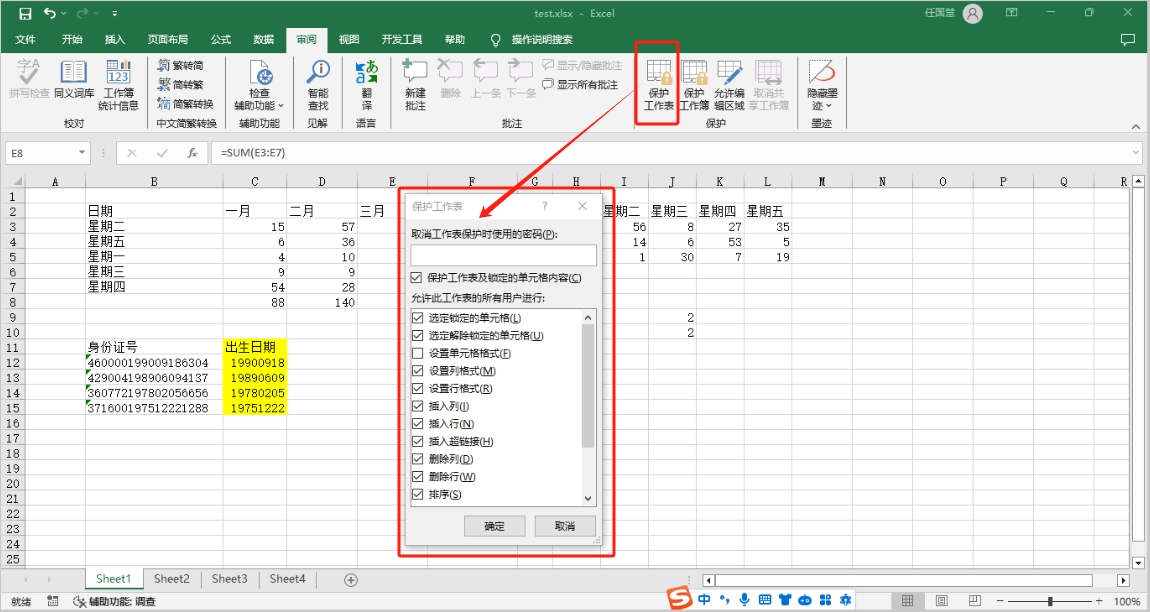 test.xlsx - Excel
任国慧
文件 开始 插入 页面布局 公式 数据 审阅 视图 开发工具 帮助 操作说明搜索
拼写检查 同义词库 工作簿统计信息 校对
繁转简 简转繁 简繁转换 中文简繁转换
检查辅助功能 辅助功能
智能查找 见解
翻译 语言
新建批注 删除 上一条 下一条 显示/隐藏批注 显示所有批注 批注
保护工作表 保护工作簿 允许编辑区域 取消共享工作簿 保护
隐藏墨迹 墨迹
E8 fx =SUM(E3:E7)
A B C D E F G H I J K L M N O P Q R
1
2 日期 一月 二月 三月 星期二 星期三 星期四 星期五
3 星期二 15 57 56 8 27 35
4 星期五 6 36 14 6 53 5
5 星期一 4 10 1 30 7 19
6 星期三 9 9
7 星期四 54 28
8 88 140
9 2
10 2
11 身份证号 出生日期
12 460000199009186304 19900918
13 429004198906094137 19890609
14 360772197802056656 19780205
15 371600197512221288 19751222
16
17
18
19
20
21
22
23
24
25
保护工作表 ?
取消工作表保护时使用的密码(P):
保护工作表及锁定的单元格内容(C)
允许此工作表的所有用户进行:
选定锁定的单元格(L)
选定解除锁定的单元格(U)
设置单元格格式(F)
设置列格式(M)
设置行格式(R)
插入列(I)
插入行(N)
插入超链接(H)
删除列(D)
删除行(W)
排序(S)
确定 取消
Sheet1 Sheet2 Sheet3 Sheet4
就绪 辅助功能: 调查 S 中 100%